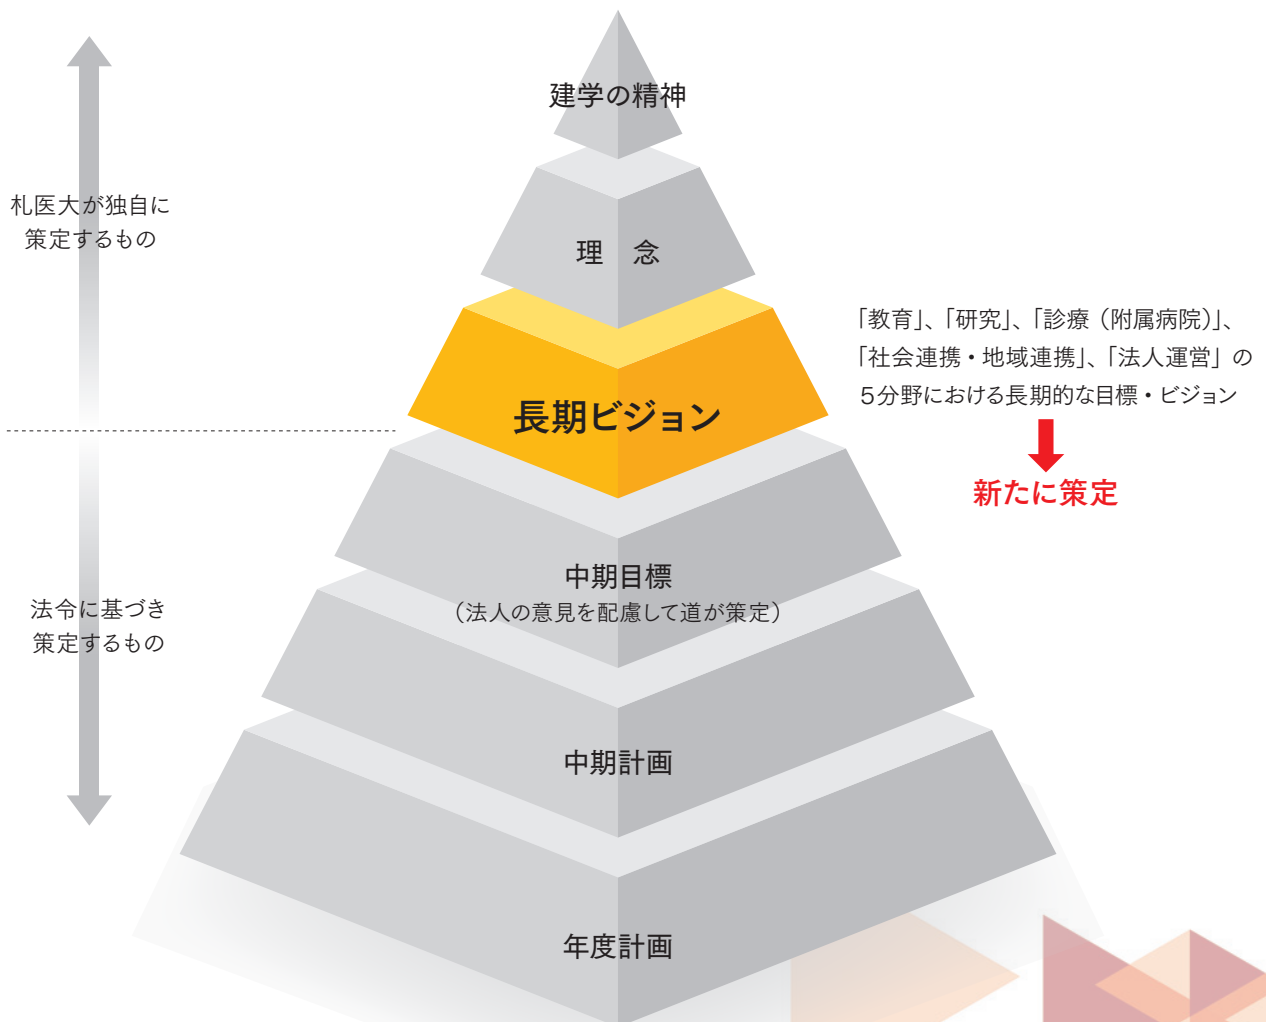 建学の精神
札医大が独自に
策定するもの
理　念
「教育」、「研究」、「診療（附属病院）」、
「社会連携・地域連携」、「法人運営」の
5分野における長期的な目標・ビジョン
長期ビジョン
新たに策定
中期目標
（法人の意見を配慮して道が策定）
法令に基づき
策定するもの
中期計画
年度計画